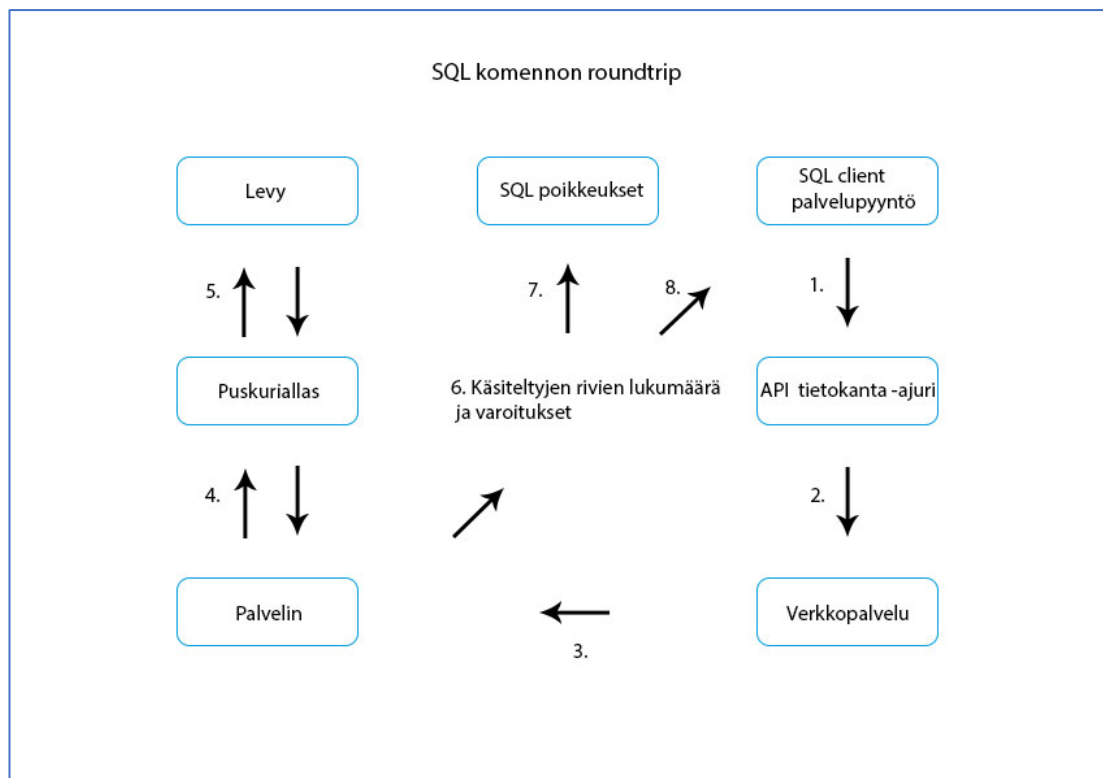 SQL komennon roundtrip
Levy
SQL poikkeukset
SQL client
palvelupyyntö
5.
7.
8.
1.
Puskuriallas
6. Käsiteltyjen rivien lukumäärä
ja varoitukset
API tietokanta -ajuri
4.
2.
Palvelin
Verkkopalvelu
3.